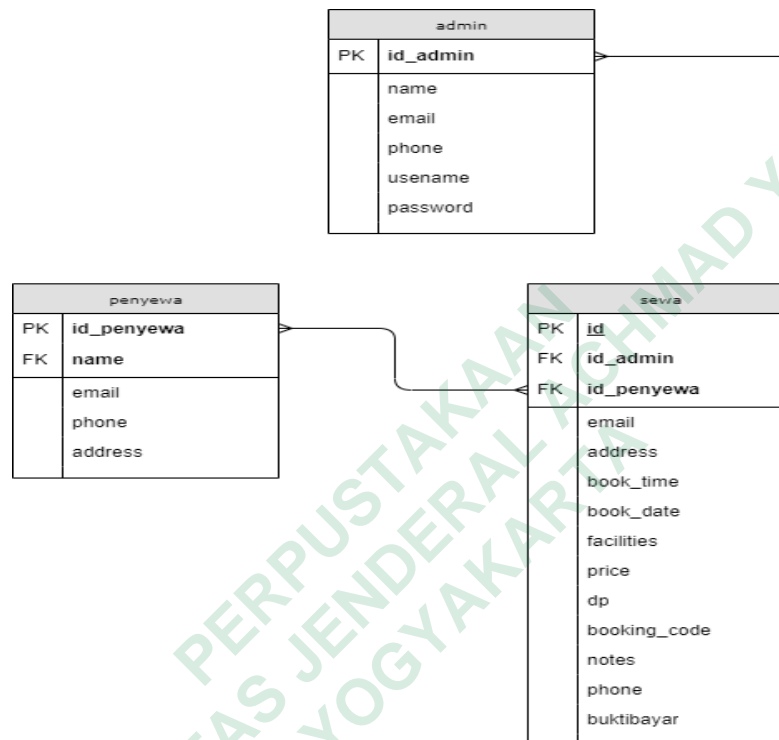 admin
PK id_admin
name
email
phone
usename
password
penyewa
PK id_penyewa
FK name
email
phone
address
sewa
PK id
FK id_admin
FK id_penyewa
email
address
book_time
book_date
facilities
price
dp
booking_code
notes
phone
buktibayar
PERPUSTAKAAN
TAS JENDERAL ACHMAD Y
YOGYAKARTA